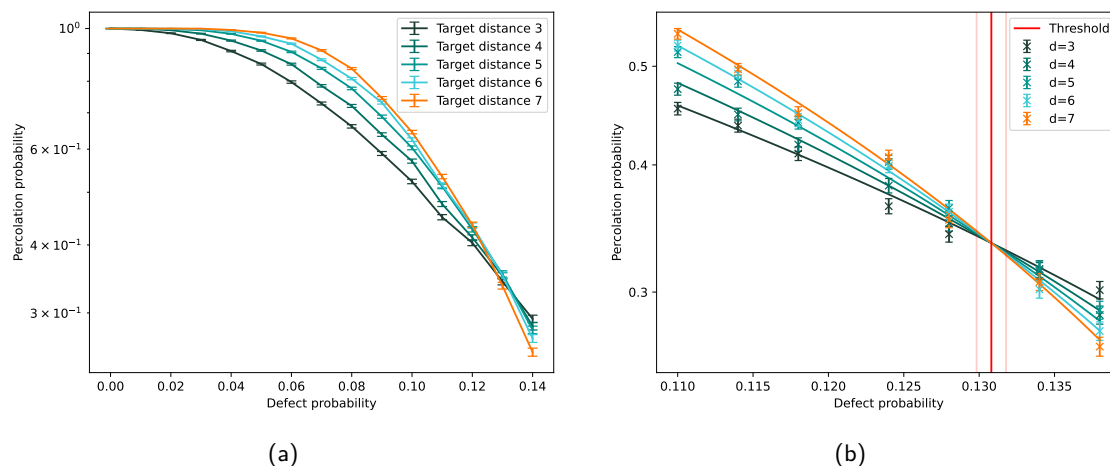 10⁰
6 × 10⁻¹
4 × 10⁻¹
3 × 10⁻¹
Percolation probability
0.00 0.02 0.04 0.06 0.08 0.10 0.12 0.14
Defect probability
Target distance 3
Target distance 4
Target distance 5
Target distance 6
Target distance 7
(a)
0.5
0.4
0.3
Percolation probability
0.110 0.115 0.120 0.125 0.130 0.135
Defect probability
Threshold
d=3
d=4
d=5
d=6
d=7
(b)